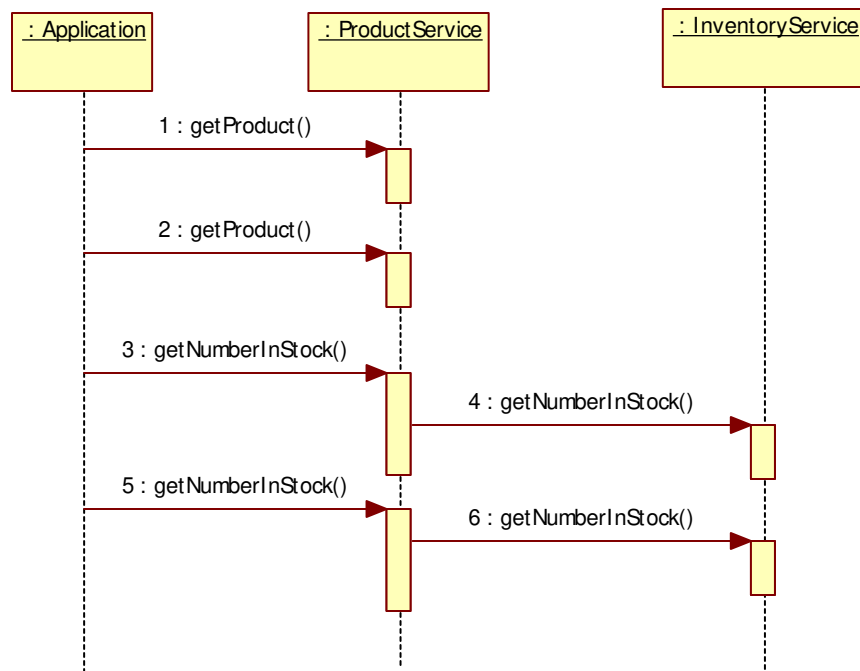 : Application
: ProductService
: InventoryService
1 : getProduct()
2 : getProduct()
3 : getNumberInStock()
4 : getNumberInStock()
5 : getNumberInStock()
6 : getNumberInStock()